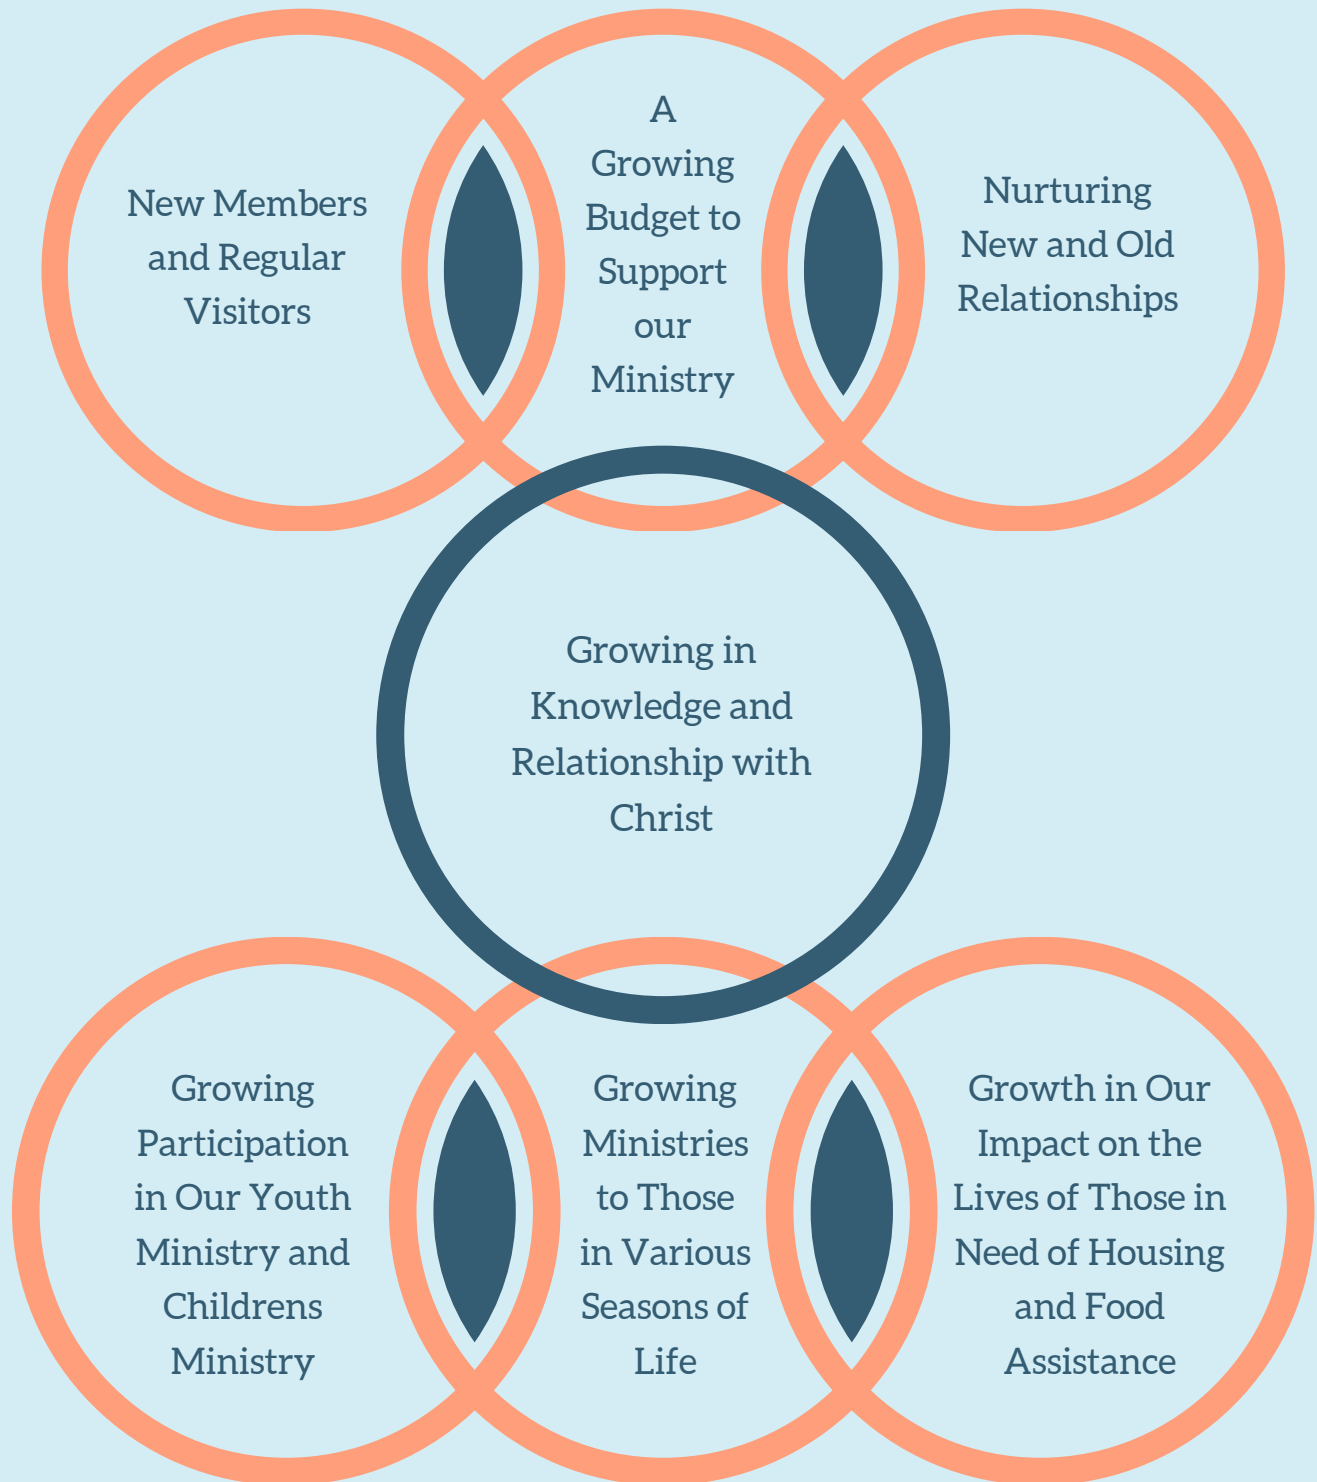 New Members
and Regular
Visitors
A
Growing
Budget to
Support
our
Ministry
Nurturing
New and Old
Relationships
Growing in
Knowledge and
Relationship with
Christ
Growing
Participation
in Our Youth
Ministry and
Childrens
Ministry
Growing
Ministries
to Those
in Various
Seasons of
Life
Growth in Our
Impact on the
Lives of Those in
Need of Housing
and Food
Assistance